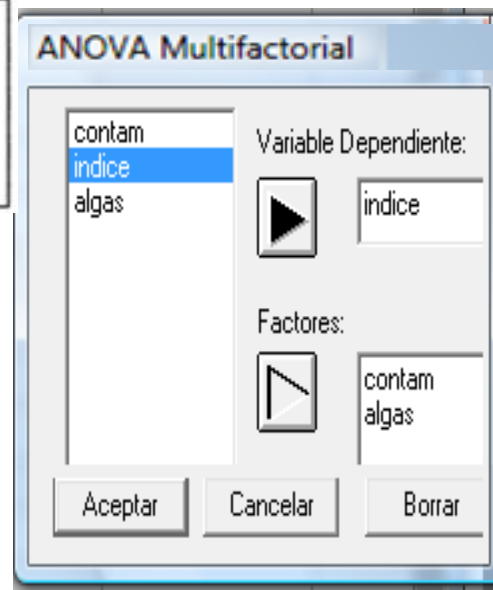 ANOVA Multifactorial
contam
indice
algas
Variable Dependiente:
indice
Factores:
contam
algas
Aceptar
Cancelar
Borrar